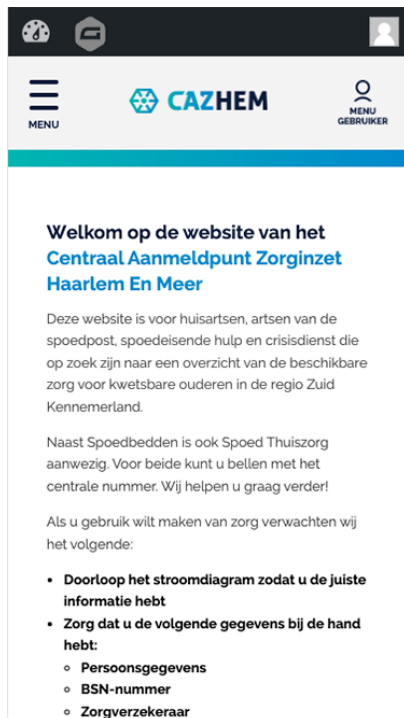 CAZHEM
MENU
MENU
GEBRUIKER
Welkom op de website van het
Centraal Aanmeldpunt Zorginzet
Haarlem En Meer
Deze website is voor huisartsen, artsen van de
spoedpost, spoedeisende hulp en crisisdienst die
op zoek zijn naar een overzicht van de beschikbare
zorg voor kwetsbare ouderen in de regio Zuid
Kennemerland.
Naast Spoedbedden is ook Spoed Thuiszorg
aanwezig. Voor beide kunt u bellen met het
centrale nummer. Wij helpen u graag verder!
Als u gebruik wilt maken van zorg verwachten wij
het volgende:
• Doorloop het stroomdiagram zodat u de juiste
informatie hebt
• Zorg dat u de volgende gegevens bij de hand
hebt:
◦ Persoonsgegevens
◦ BSN-nummer
◦ Zorgverzekeraar